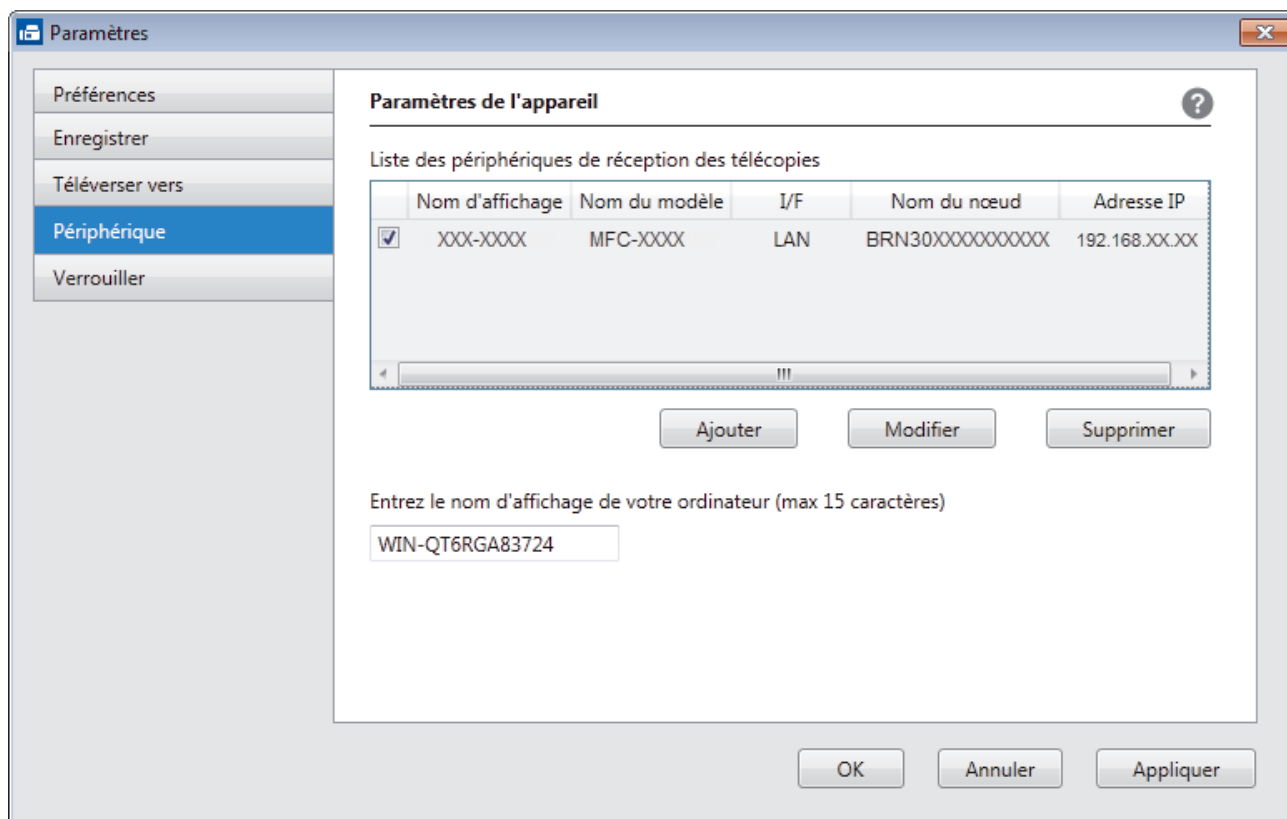 Paramètres
Préférences
Enregistrer
Téléverser vers
Périphérique
Verrouiller
Paramètres de l'appareil
?
Liste des périphériques de réception des télécopies
Nom d'affichage Nom du modèle I/F Nom du nœud Adresse IP
XXX-XXXX MFC-XXXX LAN BRN30XXXXXXXXXX 192.168.XX.XX
Ajouter Modifier Supprimer
Entrez le nom d'affichage de votre ordinateur (max 15 caractères)
WIN-QT6RGA83724
OK Annuler Appliquer